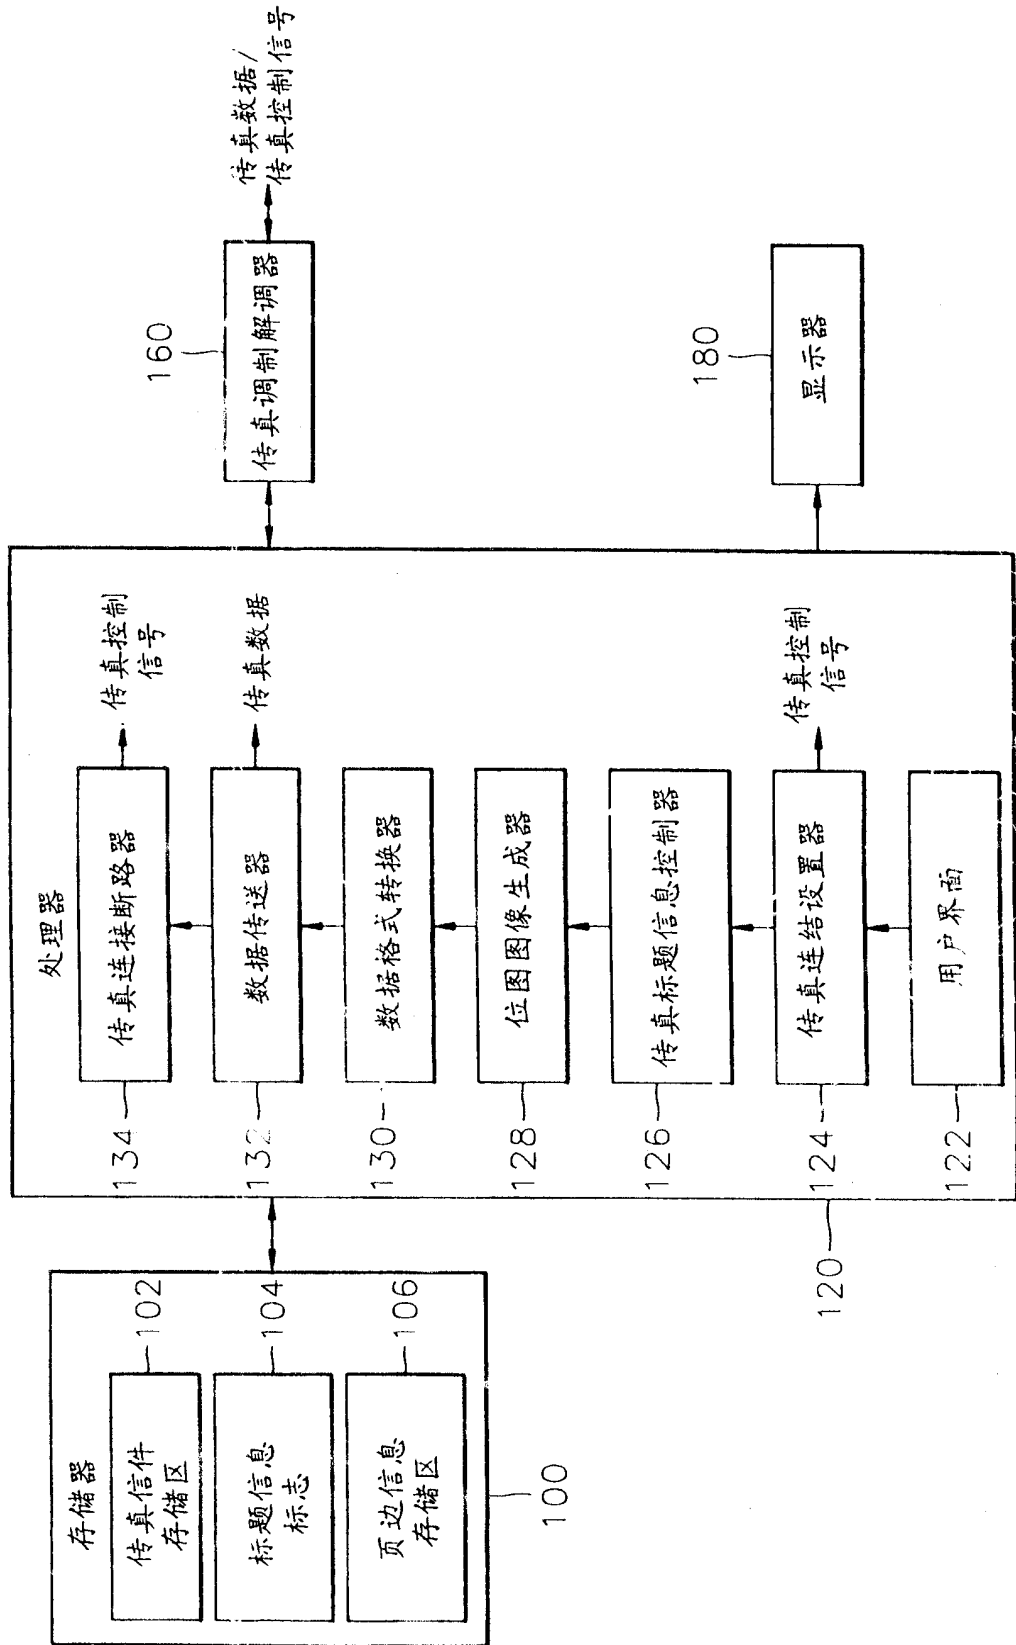 存储器
传真信件
存储区
102
标题信息
标志
104
页边信息
存储区
106
100
处理器
传真连接断路器
134
传真控制
信号
数据传送器
132
传真数据
数据格式转换器
130
位图图像生成器
128
传真标题信息控制器
126
传真连结设置器
124
传真控制
信号
用户界面
122
120
160
传真调制解调器
传真数据/
传真控制信号
180
显示器